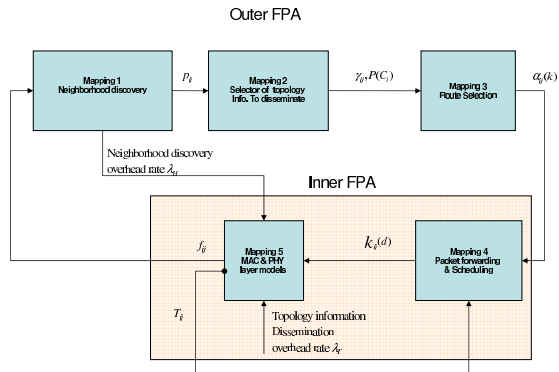 Outer FPA
Mapping 1
Neighborhood discovery
p_ij
Mapping 2
Selector of topology
Info. To disseminate
γ_ij, P(C_i)
Mapping 3
Route Selection
α_ij(k)
Neighborhood discovery
overhead rate λ_H
Inner FPA
f_ij
Mapping 5
MAC & PHY
layer models
k_i(d)
Mapping 4
Packet forwarding
& Scheduling
T_ij
Topology information
Dissemination
overhead rate λ_T